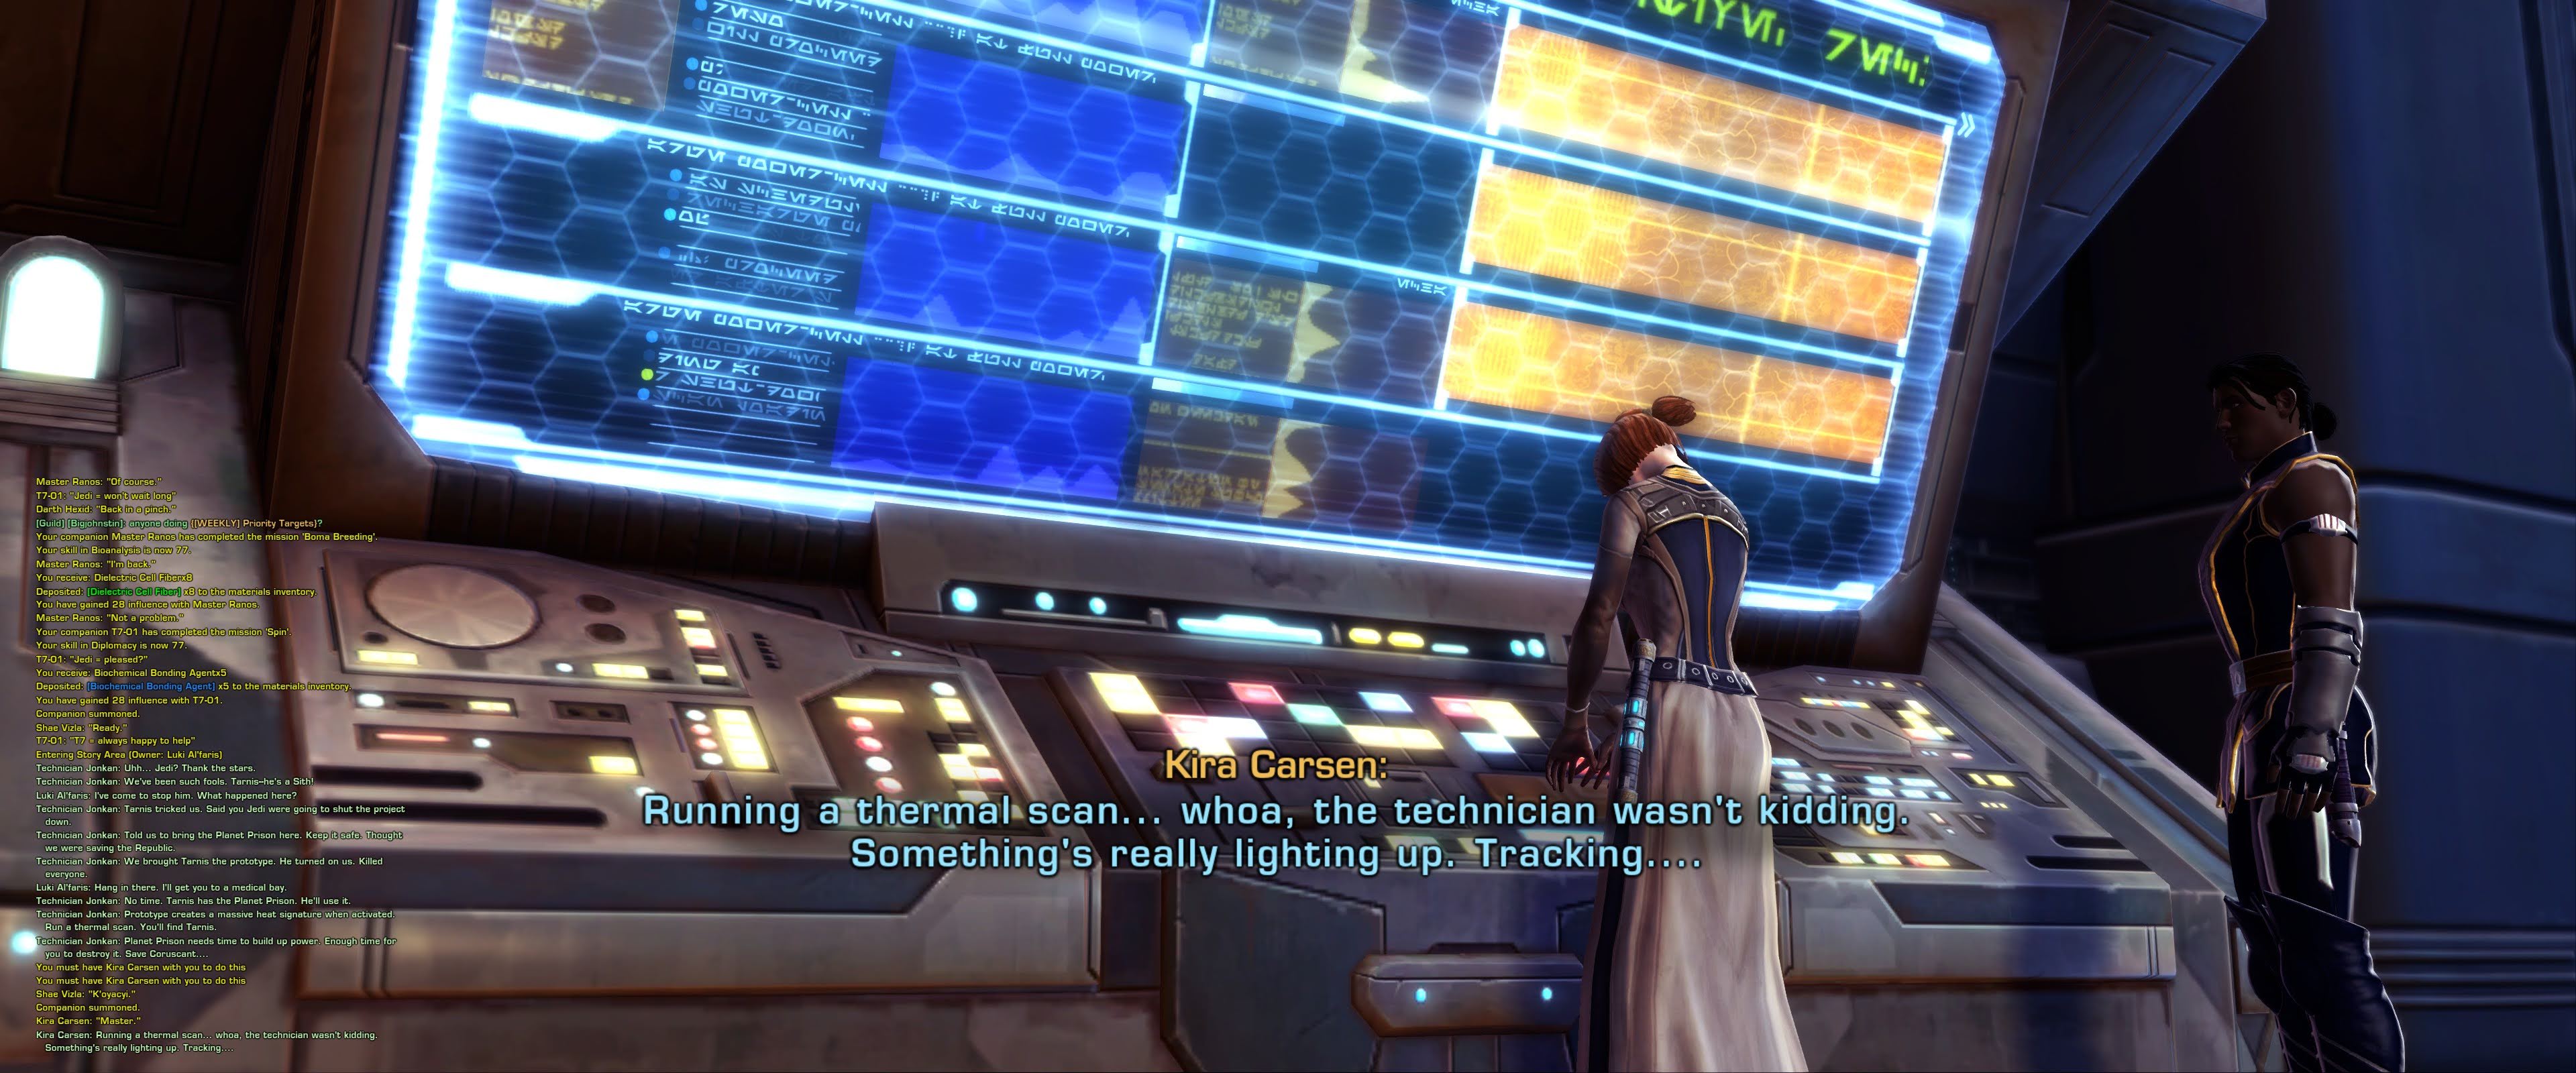 Master Ranos: "Of course."
T7-01: "Jedi = won't wait long"
Darth Hexid: "Back in a pinch."
[Guild] [Bigjohnstin]: anyone doing ([WEEKLY] Priority Targets)?
Your companion Master Ranos has completed the mission 'Boma Breeding'.
Your skill in Bioanalysis is now 77.
Master Ranos: "I'm back."
You receive: Dielectric Cell Fiberx8
Deposited: [Dielectric Cell Fiber] x8 to the materials inventory.
You have gained 28 influence with Master Ranos.
Master Ranos: "Not a problem."
Your companion T7-01 has completed the mission 'Spin'.
Your skill in Diplomacy is now 77.
T7-01: "Jedi = pleased?"
You receive: Biochemical Bonding Agentx5
Deposited: [Biochemical Bonding Agent] x5 to the materials inventory.
You have gained 28 influence with T7-01.
Companion summoned.
Shae Vizla: "Ready."
T7-01: "T7 = always happy to help"
Entering Story Area (Owner: Luki Al'faris)
Technician Jonkan: Uhh... Jedi? Thank the stars.
Technician Jonkan: We've been such fools. Tarnis–he's a Sith!
Luki Al'faris: I've come to stop him. What happened here?
Technician Jonkan: Tarnis tricked us. Said you Jedi were going to shut the project
down.
Technician Jonkan: Told us to bring the Planet Prison here. Keep it safe. Thought
we were saving the Republic.
Technician Jonkan: We brought Tarnis the prototype. He turned on us. Killed
everyone.
Luki Al'faris: Hang in there. I'll get you to a medical bay.
Technician Jonkan: No time. Tarnis has the Planet Prison. He'll use it.
Technician Jonkan: Prototype creates a massive heat signature when activated.
Run a thermal scan. You'll find Tarnis.
Technician Jonkan: Planet Prison needs time to build up power. Enough time for
you to destroy it. Save Coruscant....
You must have Kira Carsen with you to do this
You must have Kira Carsen with you to do this
Shae Vizla: "K'oyacyi."
Companion summoned.
Kira Carsen: "Master."
Kira Carsen: Running a thermal scan... whoa, the technician wasn't kidding.
Something's really lighting up. Tracking....
Kira Carsen:
Running a thermal scan... whoa, the technician wasn't kidding.
Something's really lighting up. Tracking....